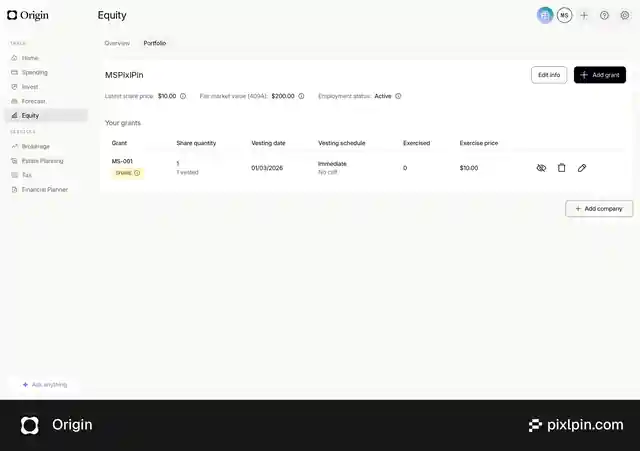 Origin
Equity
MS
TOOLS
Overview
Portfolio
Home
Spending
Invest
Forecast
Equity
SERVICES
Brokerage
Estate Planning
Tax
Financial Planner
MSPixlPin
Edit info
Add grant
Latest share price: $10.00
Fair market value (409A): $200.00
Employment status: Active
Your grants
Grant
Share quantity
Vesting date
Vesting schedule
Exercised
Exercise price
MS-001
1
1 vested
01/03/2026
Immediate
No cliff
0
$10.00
Add company
Ask anything
Origin
pixlpin.com